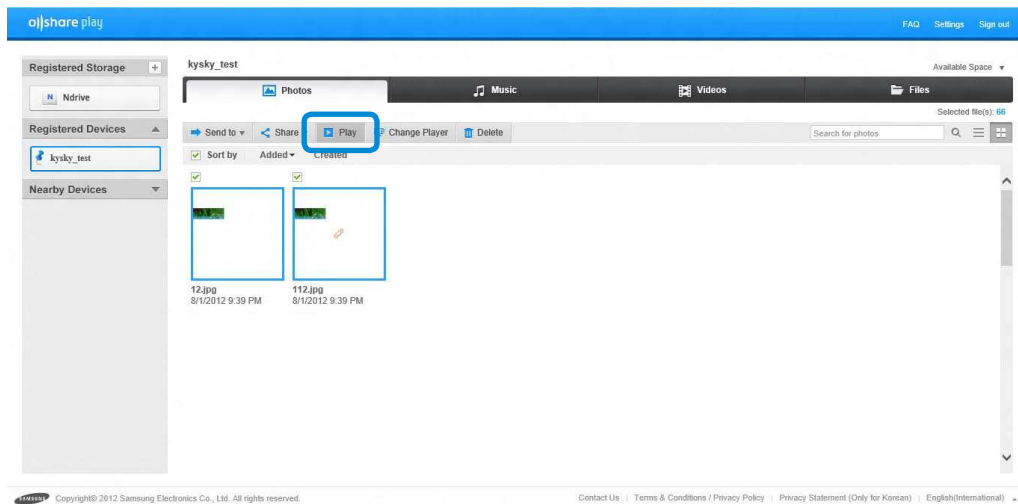 allshare play
FAQ Settings Sign out
Registered Storage +
N Ndrive
Registered Devices
kysky_test
Nearby Devices
kysky_test
Available Space
Photos Music Videos Files
Selected file(s): 66
Send to Share Play Change Player Delete
Search for photos
Sort by Added Created
12.jpg
8/1/2012 9:39 PM
112.jpg
8/1/2012 9:39 PM
SAMSUNG Copyright© 2012 Samsung Electronics Co., Ltd. All rights reserved.
Contact Us | Terms & Conditions / Privacy Policy | Privacy Statement (Only for Korean) | English(International)